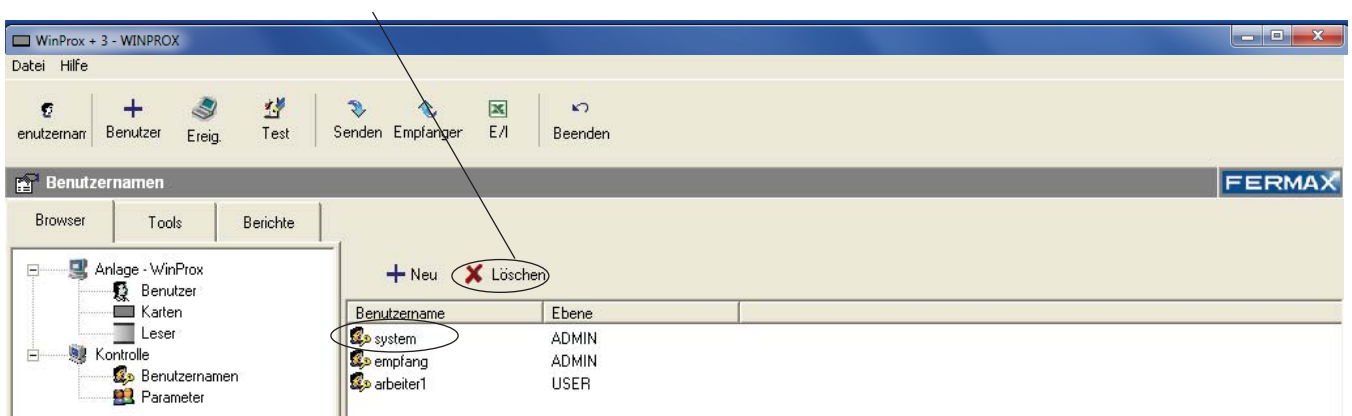 WinProx + 3 - WINPROX
Datei Hilfe
enutzernam Benutzer Ereig. Test Senden Empfanger E/I Beenden
Benutzernamen FERMAX
Browser Tools Berichte
Anlage - WinProx
Benutzer
Karten
Leser
Kontrolle
Benutzernamen
Parameter
Neu Löschen
Benutzername Ebene
system ADMIN
empfang ADMIN
arbeiter1 USER